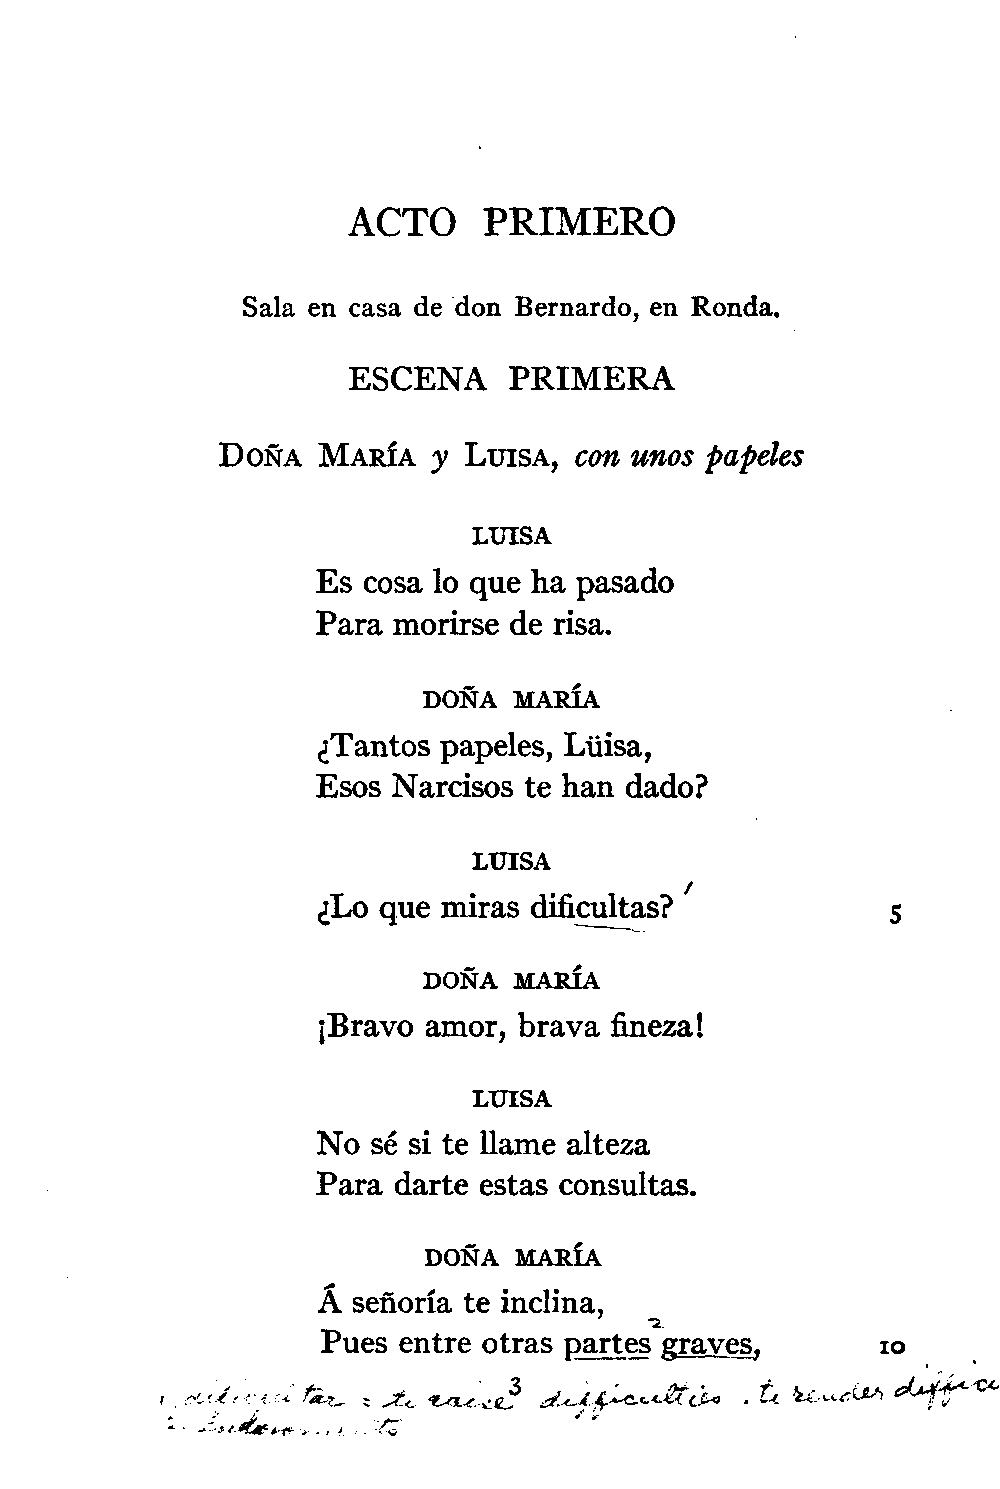 ACTO PRIMERO
Sala en casa de don Bernardo, en Ronda.
ESCENA PRIMERA
DOÑA MARÍA y LUISA, con unos papeles
LUISA
Es cosa lo que ha pasado
Para morirse de risa.
DOÑA MARÍA
¿Tantos papeles, Lüisa,
Esos Narcisos te han dado?
LUISA
¿Lo que miras dificultas? 5
DOÑA MARÍA
¡Bravo amor, brava fineza!
LUISA
No sé si te llame alteza
Para darte estas consultas.
DOÑA MARÍA
Á señoría te inclina,
Pues entre otras partes graves, 10
2
3
1. dificultar = to raise difficulties. to render
2.